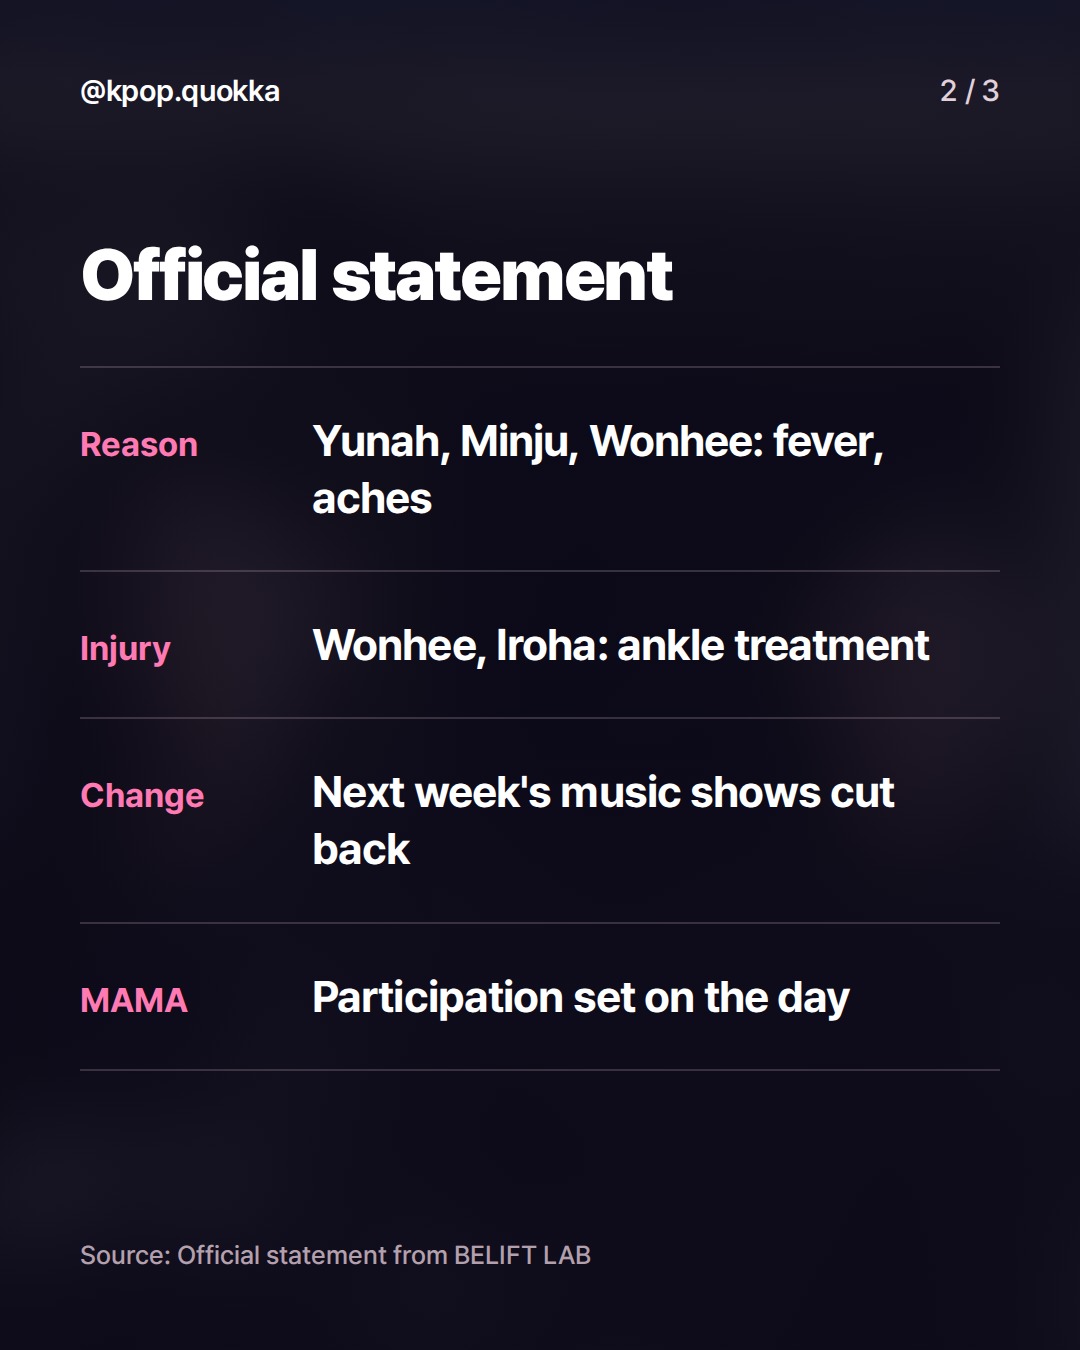 @kpop.quokka
2 / 3
Official statement
Reason
Yunah, Minju, Wonhee: fever,
aches
Injury
Wonhee, Iroha: ankle treatment
Change
Next week's music shows cut
back
MAMA
Participation set on the day
Source: Official statement from BELIFT LAB